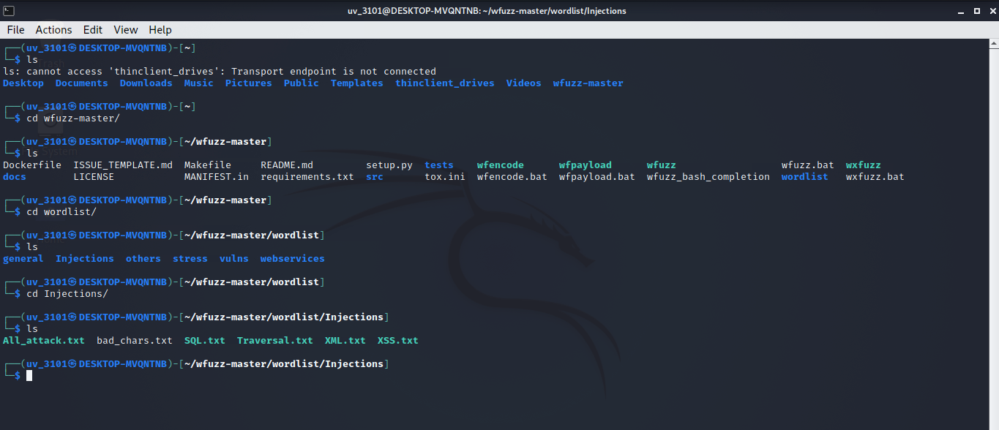 uv_3101@DESKTOP-MVQNTNB: ~/wfuzz-master/wordlist/Injections
File Actions Edit View Help
┌──(uv_3101㉿DESKTOP-MVQNTNB)-[~]
└─$ ls
ls: cannot access 'thinclient_drives': Transport endpoint is not connected
Desktop Documents Downloads Music Pictures Public Templates thinclient_drives Videos wfuzz-master
┌──(uv_3101㉿DESKTOP-MVQNTNB)-[~]
└─$ cd wfuzz-master/
┌──(uv_3101㉿DESKTOP-MVQNTNB)-[~/wfuzz-master]
└─$ ls
Dockerfile ISSUE_TEMPLATE.md Makefile README.md setup.py tests wfencode wfpayload wfuzz wfuzz.bat wxfuzz
docs LICENSE MANIFEST.in requirements.txt src tox.ini wfencode.bat wfpayload.bat wfuzz_bash_completion wordlist wxfuzz.bat
┌──(uv_3101㉿DESKTOP-MVQNTNB)-[~/wfuzz-master]
└─$ cd wordlist/
┌──(uv_3101㉿DESKTOP-MVQNTNB)-[~/wfuzz-master/wordlist]
└─$ ls
general Injections others stress vulns webservices
┌──(uv_3101㉿DESKTOP-MVQNTNB)-[~/wfuzz-master/wordlist]
└─$ cd Injections/
┌──(uv_3101㉿DESKTOP-MVQNTNB)-[~/wfuzz-master/wordlist/Injections]
└─$ ls
All_attack.txt bad_chars.txt SQL.txt Traversal.txt XML.txt XSS.txt
┌──(uv_3101㉿DESKTOP-MVQNTNB)-[~/wfuzz-master/wordlist/Injections]
└─$